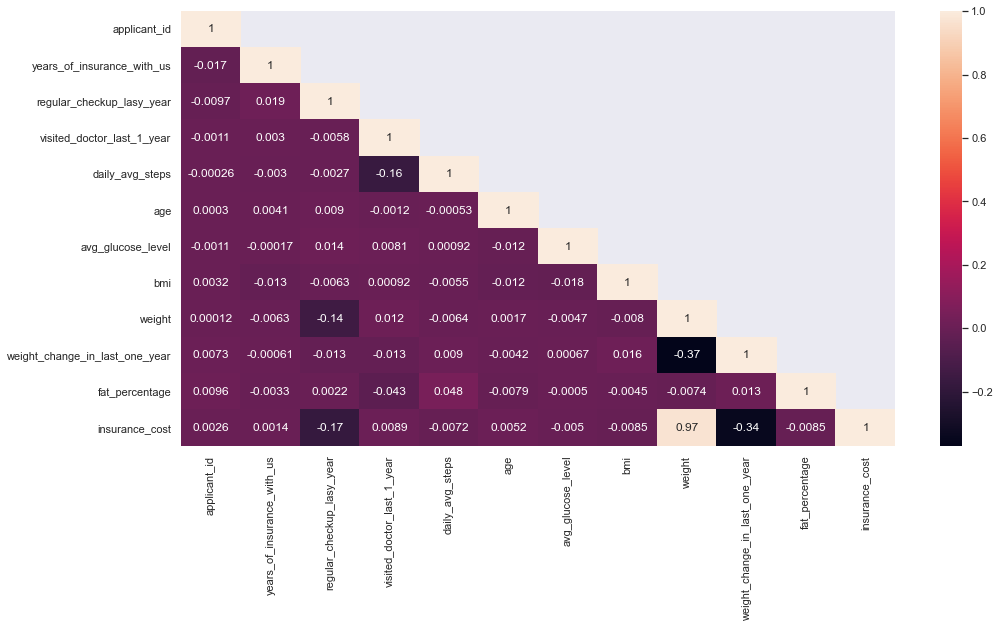 applicant_id 1
years_of_insurance_with_us -0.017 1
regular_checkup_lasy_year -0.0097 0.019 1
visited_doctor_last_1_year -0.0011 0.003 -0.0058 1
daily_avg_steps -0.00026 -0.003 -0.0027 -0.16 1
age 0.0003 0.0041 0.009 -0.0012 -0.00053 1
avg_glucose_level -0.0011 -0.00017 0.014 0.0081 0.00092 -0.012 1
bmi 0.0032 -0.013 -0.0063 0.00092 -0.0055 -0.012 -0.018 1
weight 0.00012 -0.0063 -0.14 0.012 -0.0064 0.0017 -0.0047 -0.008 1
weight_change_in_last_one_year 0.0073 -0.00061 -0.013 -0.013 0.009 -0.0042 0.00067 0.016 -0.37 1
fat_percentage 0.0096 -0.0033 0.0022 -0.043 0.048 -0.0079 -0.0005 -0.0045 -0.0074 0.013 1
insurance_cost 0.0026 0.0014 -0.17 0.0089 -0.0072 0.0052 -0.005 -0.0085 0.97 -0.34 -0.0085 1
applicant_id
years_of_insurance_with_us
regular_checkup_lasy_year
visited_doctor_last_1_year
daily_avg_steps
age
avg_glucose_level
bmi
weight
weight_change_in_last_one_year
fat_percentage
insurance_cost
1.0
0.8
0.6
0.4
0.2
0.0
−0.2